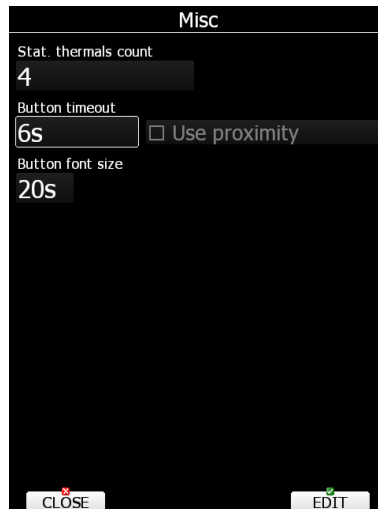 Misc
Stat. thermals count
4
Button timeout
6s
Use proximity
Button font size
20s
CLOSE
EDIT